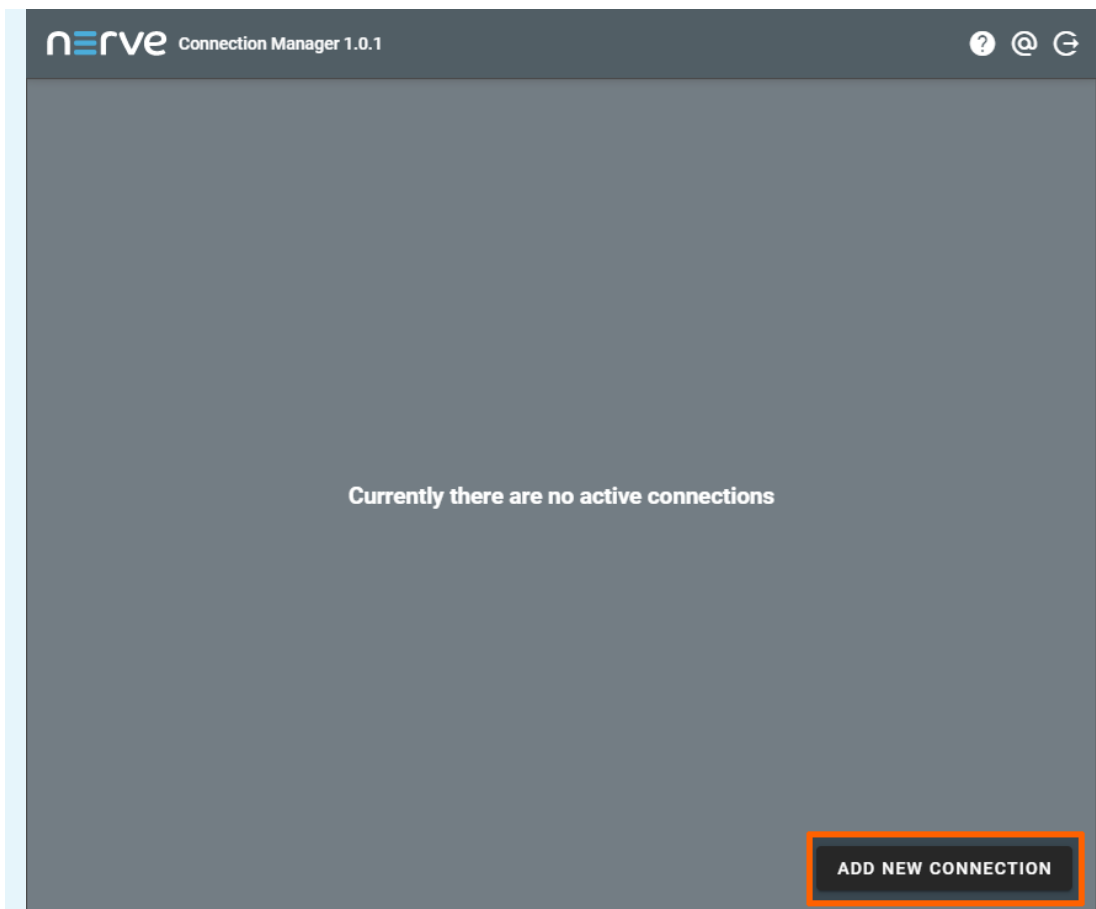 nerve Connection Manager 1.0.1
Currently there are no active connections
ADD NEW CONNECTION